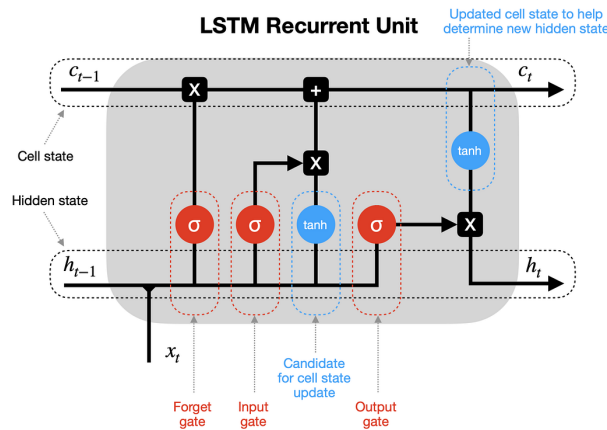 LSTM Recurrent Unit
Updated cell state to help
determine new hidden state
c_{t-1}
c_t
X
+
tanh
Cell state
X
Hidden state
σ
σ
tanh
σ
X
h_{t-1}
h_t
x_t
Candidate
for cell state
update
Forget
gate
Input
gate
Output
gate